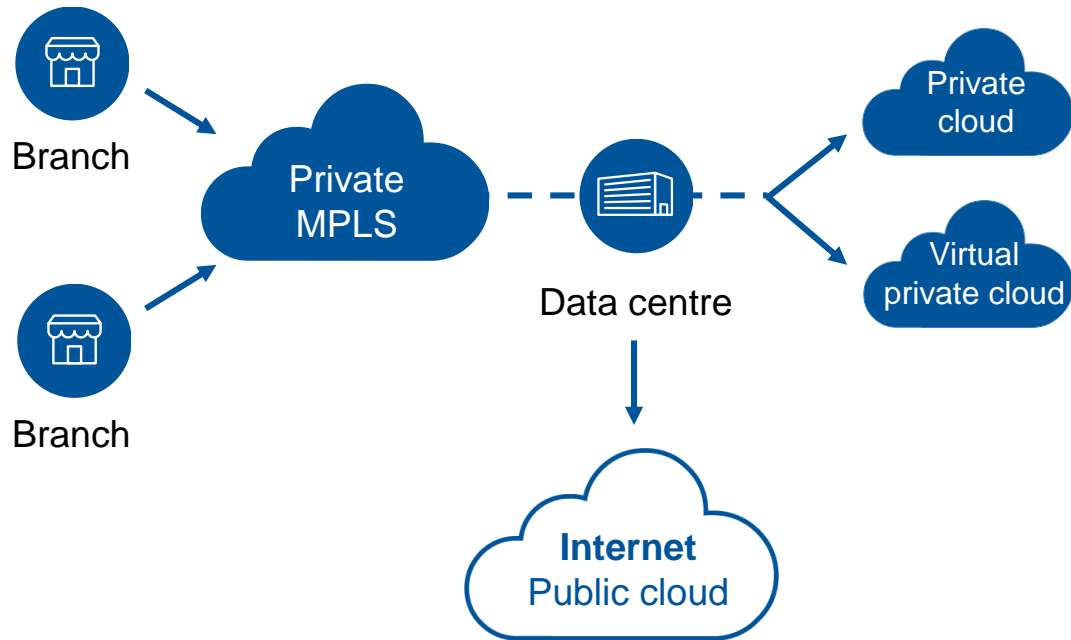 Branch
Private
MPLS
Data centre
Private
cloud
Virtual
private cloud
Branch
Internet
Public cloud